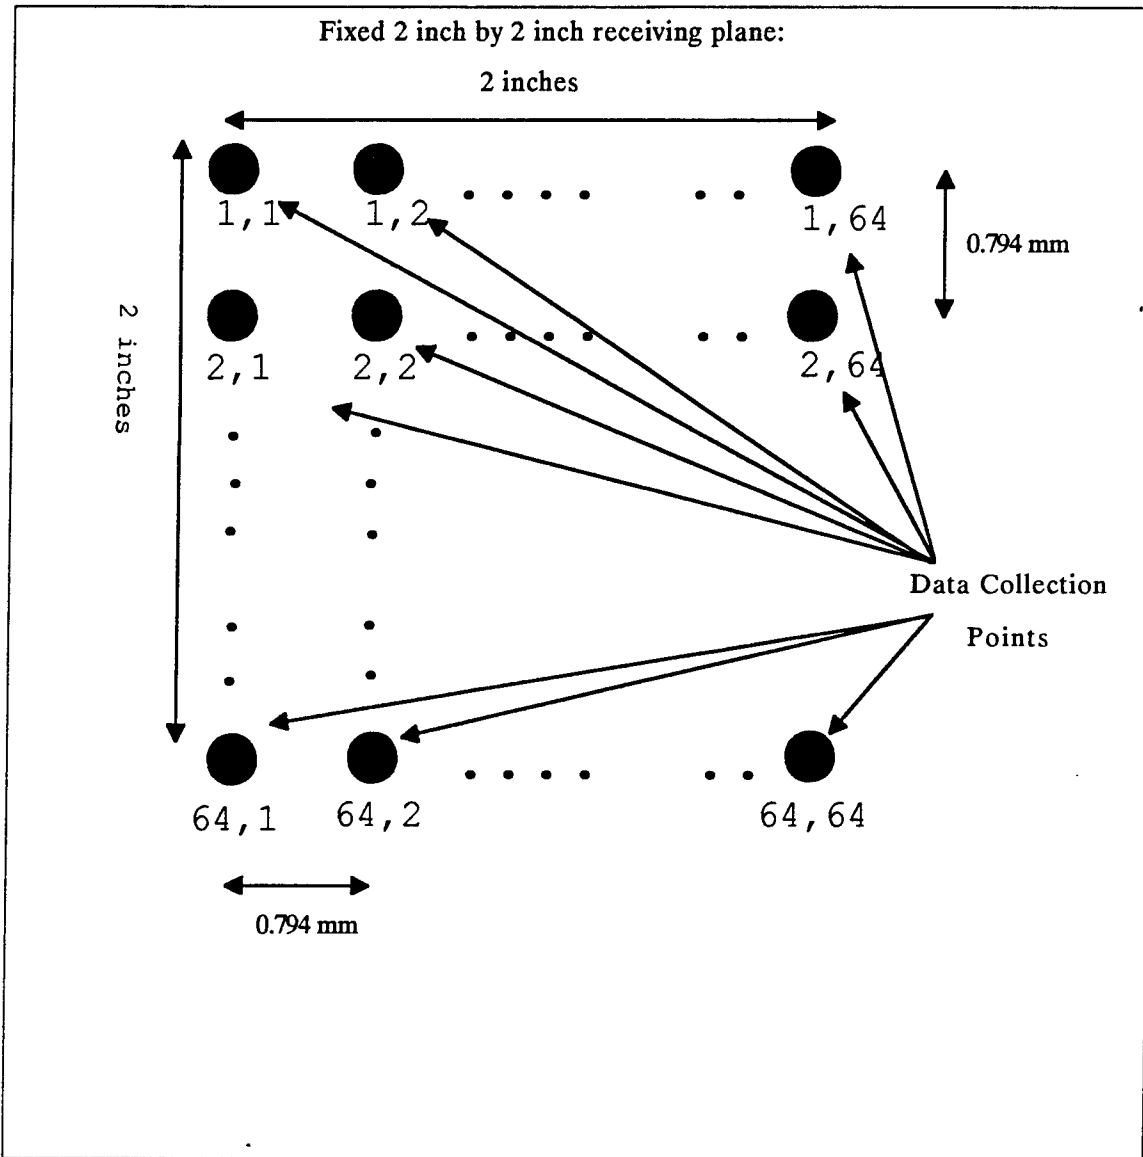 Fixed 2 inch by 2 inch receiving plane:
2 inches
1,1 1,2 1,64
0.794 mm
2 inches
2,1 2,2 2,64
Data Collection
Points
64,1 64,2 64,64
0.794 mm